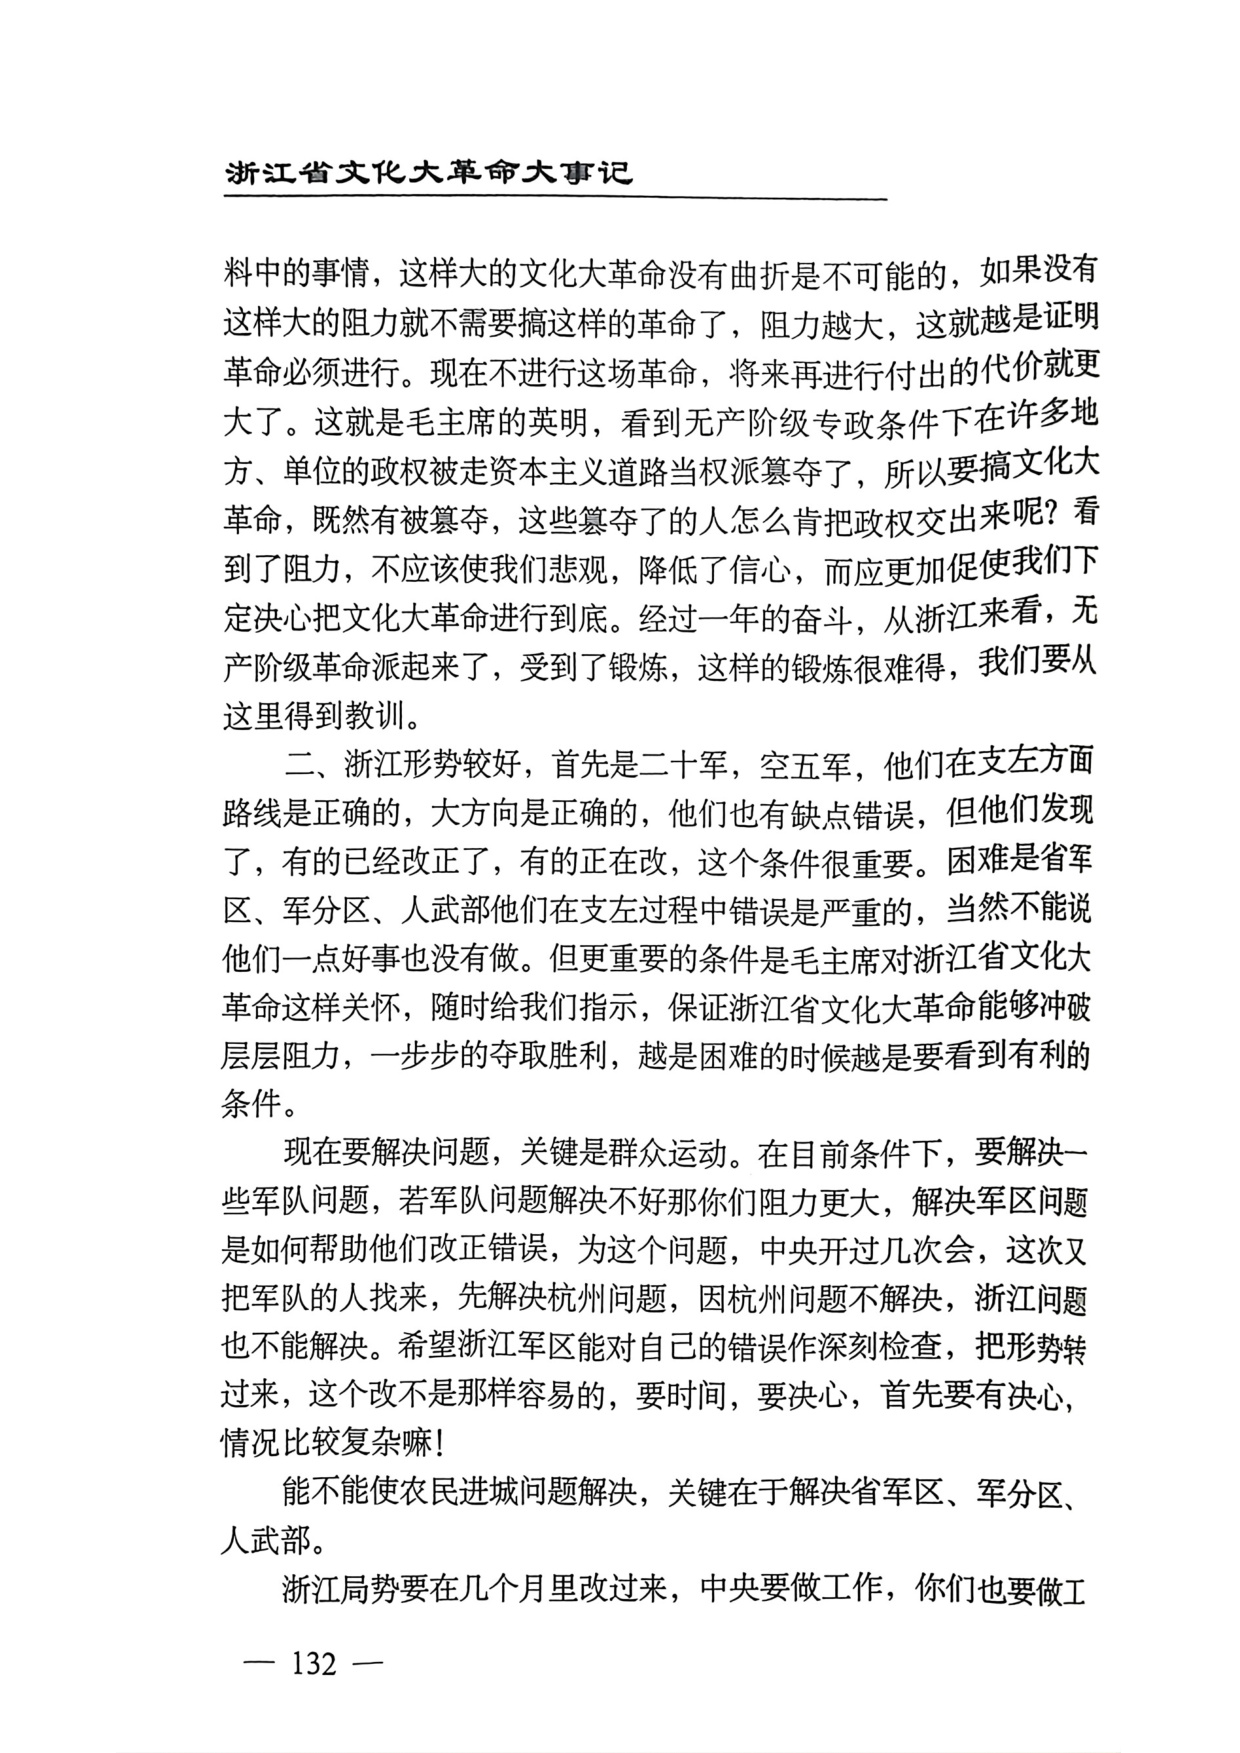 浙江省文化大革命大事记
料中的事情，这样大的文化大革命没有曲折是不可能的，如果没有
这样大的阻力就不需要搞这样的革命了，阻力越大，这就越是证明
革命必须进行。现在不进行这场革命，将来再进行付出的代价就更
大了。这就是毛主席的英明，看到无产阶级专政条件下在许多地
方、单位的政权被走资本主义道路当权派篡夺了，所以要搞文化大
革命，既然有被篡夺，这些篡夺了的人怎么肯把政权交出来呢？看
到了阻力，不应该使我们悲观，降低了信心，而应更加促使我们下
定决心把文化大革命进行到底。经过一年的奋斗，从浙江来看，无
产阶级革命派起来了，受到了锻炼，这样的锻炼很难得，我们要从
这里得到教训。
二、浙江形势较好，首先是二十军，空五军，他们在支左方面
路线是正确的，大方向是正确的，他们也有缺点错误，但他们发现
了，有的已经改正了，有的正在改，这个条件很重要。困难是省军
区、军分区、人武部他们在支左过程中错误是严重的，当然不能说
他们一点好事也没有做。但更重要的条件是毛主席对浙江省文化大
革命这样关怀，随时给我们指示，保证浙江省文化大革命能够冲破
层层阻力，一步步的夺取胜利，越是困难的时候越是要看到有利的
条件。
现在要解决问题，关键是群众运动。在目前条件下，要解决一
些军队问题，若军队问题解决不好那你们阻力更大，解决军区问题
是如何帮助他们改正错误，为这个问题，中央开过几次会，这次又
把军队的人找来，先解决杭州问题，因杭州问题不解决，浙江问题
也不能解决。希望浙江军区能对自己的错误作深刻检查，把形势转
过来，这个改不是那样容易的，要时间，要决心，首先要有决心，
情况比较复杂嘛！
能不能使农民进城问题解决，关键在于解决省军区、军分区、
人武部。
浙江局势要在几个月里改过来，中央要做工作，你们也要做工
— 132 —